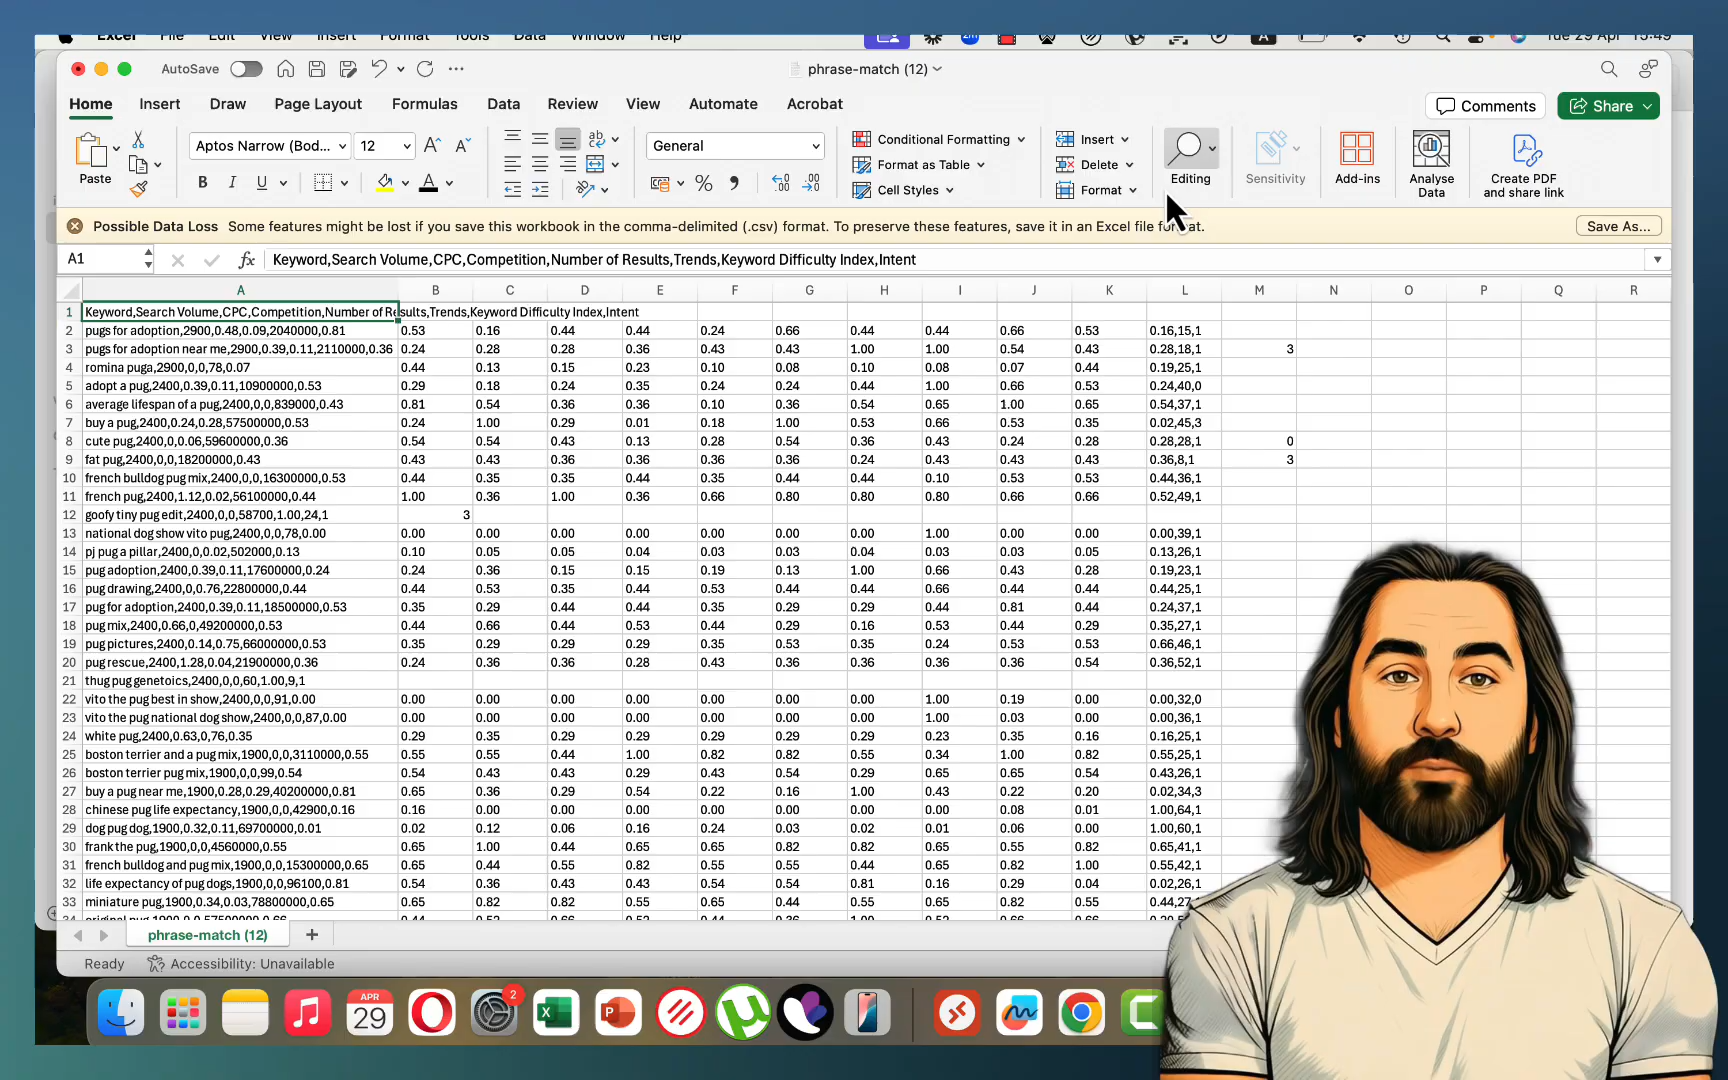 Excel File Edit View Insert Format Tools Data Window Help Tue 29 Apr 15:49
AutoSave phrase-match (12)
Home Insert Draw Page Layout Formulas Data Review View Automate Acrobat Comments Share
Paste Aptos Narrow (Bod... 12 General Conditional Formatting Format as Table Cell Styles Insert Delete Format Editing Sensitivity Add-ins Analyse Data Create PDF and share link
Possible Data Loss Some features might be lost if you save this workbook in the comma-delimited (.csv) format. To preserve these features, save it in an Excel file format. Save As...
A1 fx Keyword,Search Volume,CPC,Competition,Number of Results,Trends,Keyword Difficulty Index,Intent
A B C D E F G H I J K L M N O P Q R
1 Keyword,Search Volume,CPC,Competition,Number of Results,Trends,Keyword Difficulty Index,Intent
2 pugs for adoption,2900,0.48,0.09,2040000,0.81 0.53 0.16 0.44 0.44 0.24 0.66 0.44 0.44 0.66 0.53 0.16,15,1
3 pugs for adoption near me,2900,0.39,0.11,2110000,0.36 0.24 0.28 0.28 0.36 0.43 0.43 1.00 1.00 0.54 0.43 0.28,18,1 3
4 romina puga,2900,0,0,78,0.07 0.44 0.13 0.15 0.23 0.10 0.08 0.10 0.08 0.07 0.44 0.19,25,1
5 adopt a pug,2400,0.39,0.11,10900000,0.53 0.29 0.18 0.24 0.35 0.24 0.24 0.44 1.00 0.66 0.53 0.24,40,0
6 average lifespan of a pug,2400,0,0,839000,0.43 0.81 0.54 0.36 0.36 0.10 0.36 0.54 0.65 1.00 0.65 0.54,37,1
7 buy a pug,2400,0.24,0.28,57500000,0.53 0.24 1.00 0.29 0.01 0.18 1.00 0.53 0.66 0.53 0.35 0.02,45,3
8 cute pug,2400,0,0.06,59600000,0.36 0.54 0.54 0.43 0.13 0.28 0.54 0.36 0.43 0.24 0.28 0.28,28,1 0
9 fat pug,2400,0,0,18200000,0.43 0.43 0.43 0.36 0.36 0.36 0.36 0.24 0.43 0.43 0.43 0.36,8,1 3
10 french bulldog pug mix,2400,0,0,16300000,0.53 0.44 0.35 0.35 0.44 0.35 0.44 0.44 0.10 0.53 0.53 0.44,36,1
11 french pug,2400,1.12,0.02,56100000,0.44 1.00 0.36 1.00 0.36 0.66 0.80 0.80 0.80 0.66 0.66 0.52,49,1
12 goofy tiny pug edit,2400,0,0,58700,1.00,24,1 3
13 national dog show vito pug,2400,0,0,78,0.00 0.00 0.00 0.00 0.00 0.00 0.00 0.00 1.00 0.00 0.00 0.00,39,1
14 pj pug a pillar,2400,0,0.02,502000,0.13 0.10 0.05 0.05 0.04 0.03 0.03 0.04 0.03 0.03 0.05 0.13,26,1
15 pug adoption,2400,0.39,0.11,17600000,0.24 0.24 0.36 0.15 0.15 0.19 0.13 1.00 0.66 0.43 0.28 0.19,23,1
16 pug drawing,2400,0,0.76,22800000,0.44 0.44 0.53 0.35 0.44 0.53 0.44 0.44 0.66 0.44 0.44 0.44,25,1
17 pug for adoption,2400,0.39,0.11,18500000,0.53 0.35 0.29 0.44 0.44 0.35 0.29 0.29 0.44 0.81 0.44 0.24,37,1
18 pug mix,2400,0.66,0,49200000,0.53 0.44 0.66 0.44 0.53 0.44 0.29 0.16 0.53 0.44 0.29 0.35,27,1
19 pug pictures,2400,0.14,0.75,66000000,0.53 0.35 0.29 0.29 0.29 0.35 0.53 0.35 0.24 0.53 0.53 0.66,46,1
20 pug rescue,2400,1.28,0.04,21900000,0.36 0.24 0.36 0.36 0.28 0.43 0.36 0.36 0.36 0.36 0.54 0.36,52,1
21 thug pug genetoics,2400,0,0,60,1.00,9,1
22 vito the pug best in show,2400,0,0,91,0.00 0.00 0.00 0.00 0.00 0.00 0.00 0.00 1.00 0.19 0.00 0.00,32,0
23 vito the pug national dog show,2400,0,0,87,0.00 0.00 0.00 0.00 0.00 0.00 0.00 0.00 1.00 0.03 0.00 0.00,36,1
24 white pug,2400,0.63,0,76,0.35 0.29 0.35 0.29 0.29 0.29 0.29 0.29 0.23 0.35 0.16 0.16,25,1
25 boston terrier and a pug mix,1900,0,0,3110000,0.55 0.55 0.55 0.44 1.00 0.82 0.82 0.55 0.34 1.00 0.82 0.55,25,1
26 boston terrier pug mix,1900,0,0,99,0.54 0.54 0.43 0.43 0.29 0.43 0.54 0.29 0.65 0.65 0.54 0.43,26,1
27 buy a pug near me,1900,0.28,0.29,40200000,0.81 0.65 0.36 0.29 0.54 0.22 0.16 1.00 0.43 0.22 0.20 0.02,34,3
28 chinese pug life expectancy,1900,0,0,42900,0.16 0.16 0.00 0.00 0.00 0.00 0.00 0.00 0.00 0.08 0.01 1.00,64,1
29 dog pug dog,1900,0.32,0.11,69700000,0.01 0.02 0.12 0.06 0.16 0.24 0.03 0.02 0.01 0.06 0.00 1.00,60,1
30 frank the pug,1900,0,0,4560000,0.55 0.65 1.00 0.44 0.65 0.65 0.82 0.82 0.65 0.55 0.82 0.65,41,1
31 french bulldog and pug mix,1900,0,0,15300000,0.65 0.65 0.44 0.55 0.82 0.55 0.55 0.44 0.65 0.82 1.00 0.55,42,1
32 life expectancy of pug dogs,1900,0,0,96100,0.81 0.54 0.36 0.43 0.43 0.54 0.54 0.81 0.16 0.29 0.04 0.02,26,1
33 miniature pug,1900,0.34,0.03,78800000,0.65 0.65 0.82 0.82 0.55 0.65 0.44 0.55 0.65 0.82 0.55 0.44,27
34 original pug
phrase-match (12)
Ready Accessibility: Unavailable
APR
29
2